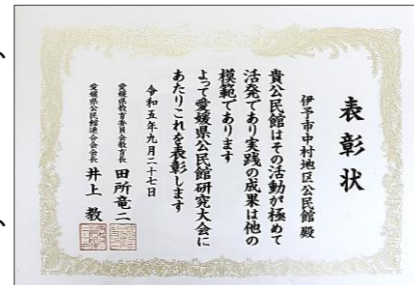 表彰状
伊予市中村地区公民館 殿
貴公民館はその活動が極めて
活発であり実践の成果は他の
模範であります
よって愛媛県公民館研究大会に
あたりこれを表彰します
令和五年九月二十七日
愛媛県教育委員会教育長 田所竜二
愛媛県公民館連合会会長 井上 毅